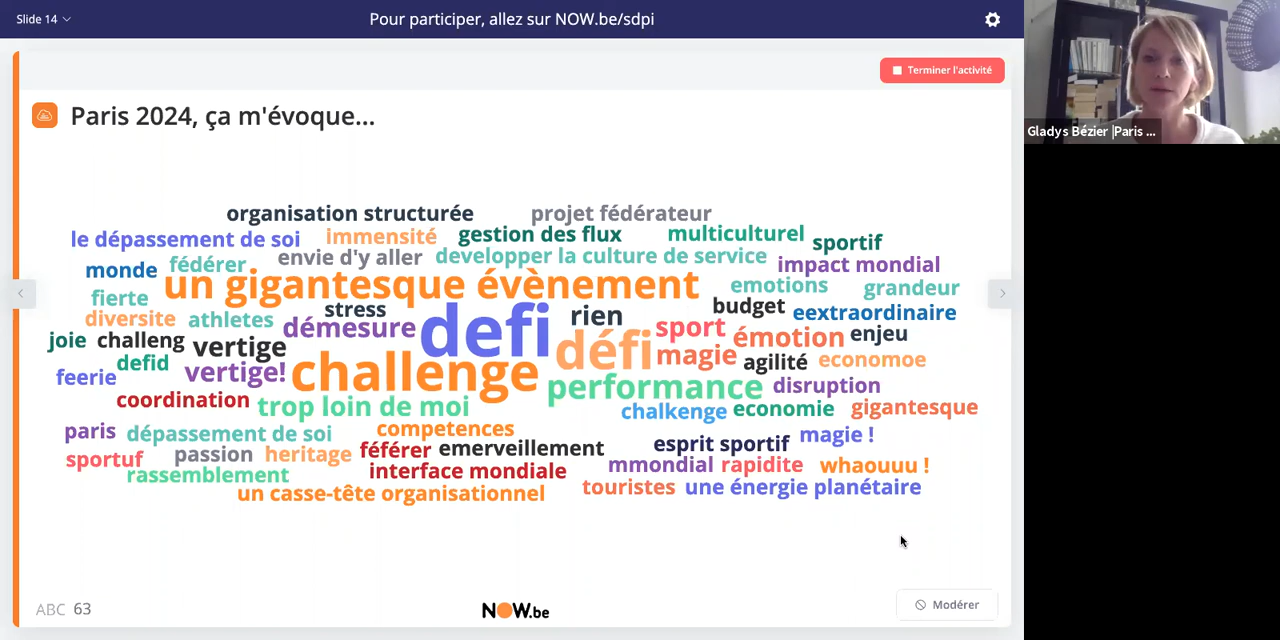 Slide 14
Pour participer, allez sur NOW.be/sdpi
Terminer l'activité
Paris 2024, ça m'évoque...
Gladys Bézier |Paris ...
organisation structurée projet fédérateur
le dépassement de soi immensité gestion des flux multiculturel sportif
monde fédérer envie d'y aller developper la culture de service impact mondial
fierte un gigantesque évènement emotions grandeur
diversite athletes stress démesure defi rien sport budget eextraordinaire
joie challeng vertige défi magie émotion enjeu
feerie defid vertige! challenge performance agilité economoe
coordination trop loin de moi chalkenge economie disruption gigantesque
paris dépassement de soi competences esprit sportif magie !
sportuf passion heritage féférer emerveillement mmondial rapidite whaouuu !
rassemblement interface mondiale
un casse-tête organisationnel touristes une énergie planétaire
ABC 63
NOW.be
Modérer